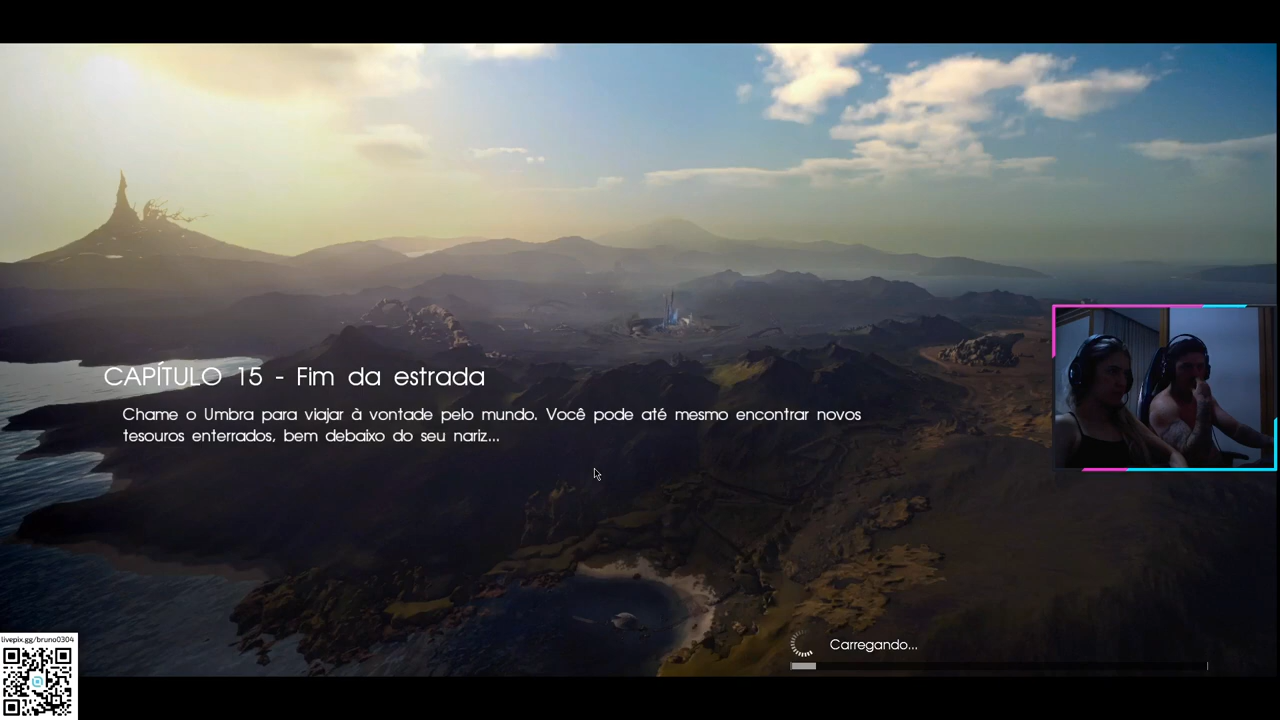 CAPÍTULO 15 - Fim da estrada
Chame o Umbra para viajar à vontade pelo mundo. Você pode até mesmo encontrar novos
tesouros enterrados, bem debaixo do seu nariz...
Carregando...
livepix.gg/bruno0304